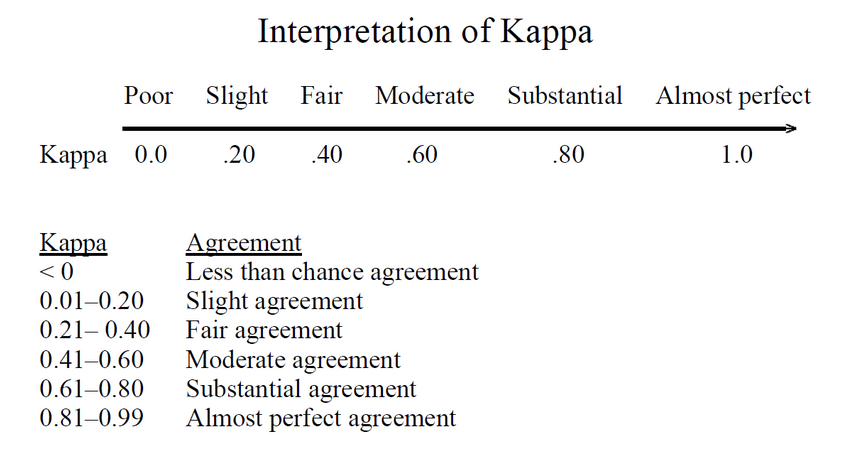 Interpretation of Kappa
Poor Slight Fair Moderate Substantial Almost perfect
Kappa 0.0 .20 .40 .60 .80 1.0
Kappa Agreement
< 0 Less than chance agreement
0.01–0.20 Slight agreement
0.21– 0.40 Fair agreement
0.41–0.60 Moderate agreement
0.61–0.80 Substantial agreement
0.81–0.99 Almost perfect agreement